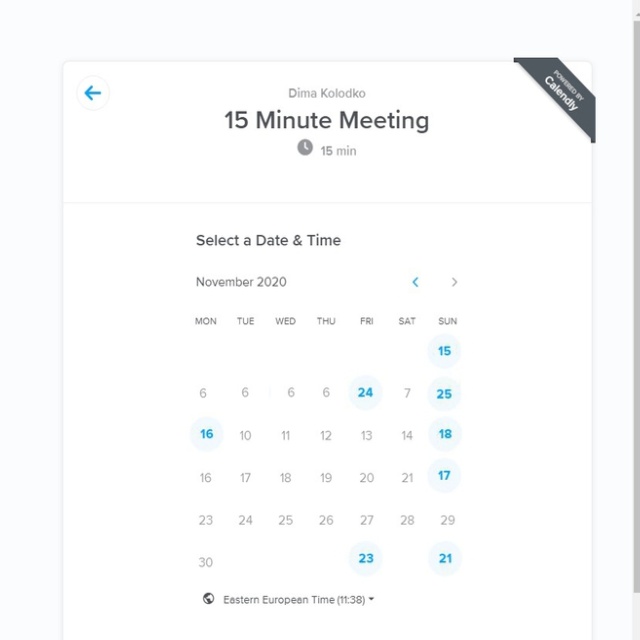 POWERED BY
Calendly
Dima Kolodko
15 Minute Meeting
15 min
Select a Date & Time
November 2020
MON TUE WED THU FRI SAT SUN
15
6 6 6 6 24 7 25
16 10 11 12 13 14 18
16 17 18 19 20 21 17
23 24 25 26 27 28 29
30 23 21
Eastern European Time (11:38)